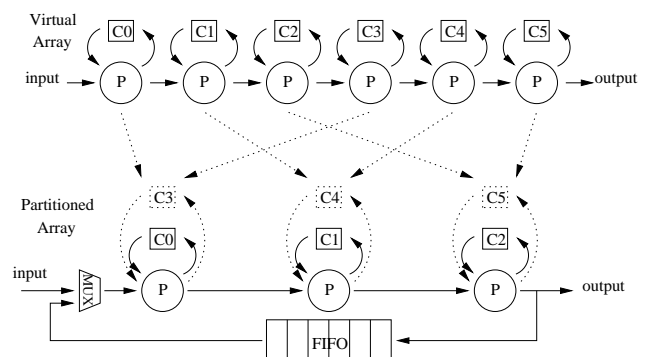 Virtual
Array
C0 C1 C2 C3 C4 C5
input P P P P P P output
Partitioned
Array
C3 C4 C5
C0 C1 C2
input MUX P P P output
FIFO